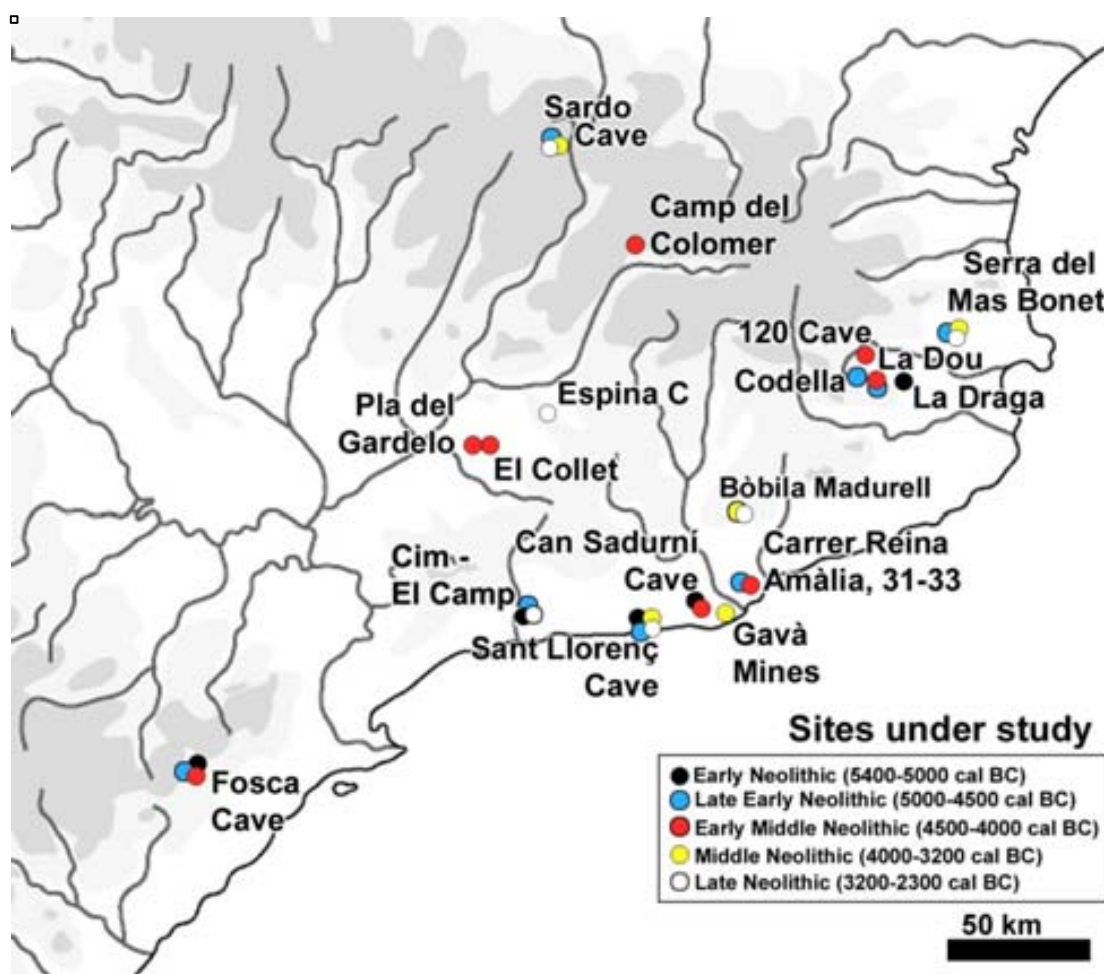 Sardo
Cave
Camp del
Colomer
Serra del
Mas Bonet
120 Cave
La Dou
Codella
La Draga
Espina C
Pla del
Gardelo
El Collet
Bòbila Madurell
Can Sadurní
Cave
Carrer Reina
Amàlia, 31-33
Cim -
El Camp
Sant Llorenç
Cave
Gavà
Mines
Fosca
Cave
Sites under study
Early Neolithic (5400-5000 cal BC)
Late Early Neolithic (5000-4500 cal BC)
Early Middle Neolithic (4500-4000 cal BC)
Middle Neolithic (4000-3200 cal BC)
Late Neolithic (3200-2300 cal BC)
50 km